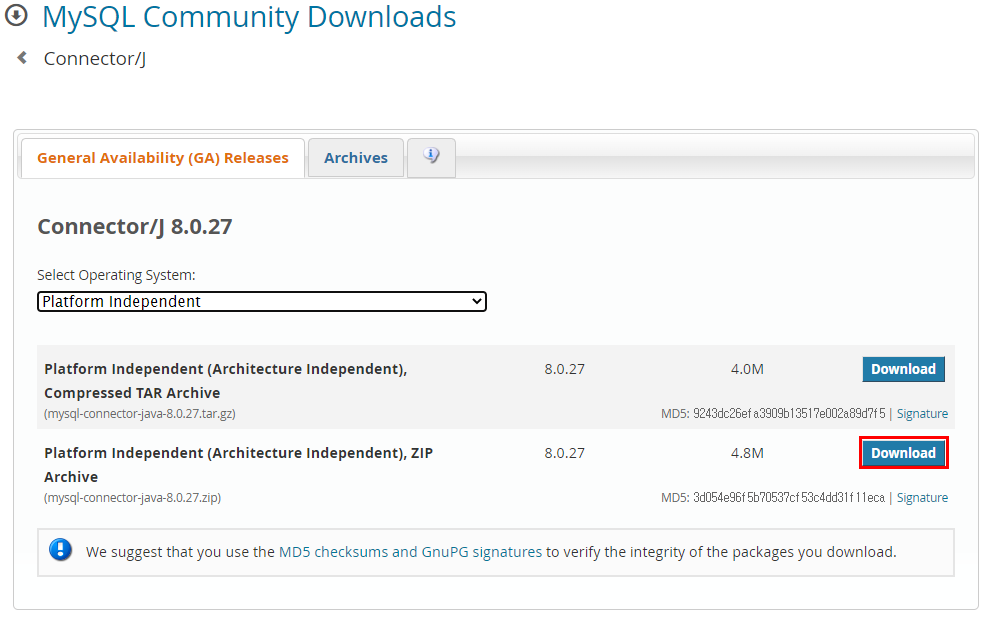 MySQL Community Downloads
Connector/J
General Availability (GA) Releases
Archives
Connector/J 8.0.27
Select Operating System:
Platform Independent
Platform Independent (Architecture Independent), 8.0.27 4.0M Download
Compressed TAR Archive
(mysql-connector-java-8.0.27.tar.gz) MD5: 9243dc26efa3909b13517e002a89d7f5 | Signature
Platform Independent (Architecture Independent), ZIP 8.0.27 4.8M Download
Archive
(mysql-connector-java-8.0.27.zip) MD5: 3d054e96f5b70537cf53c4dd31f11eca | Signature
We suggest that you use the MD5 checksums and GnuPG signatures to verify the integrity of the packages you download.